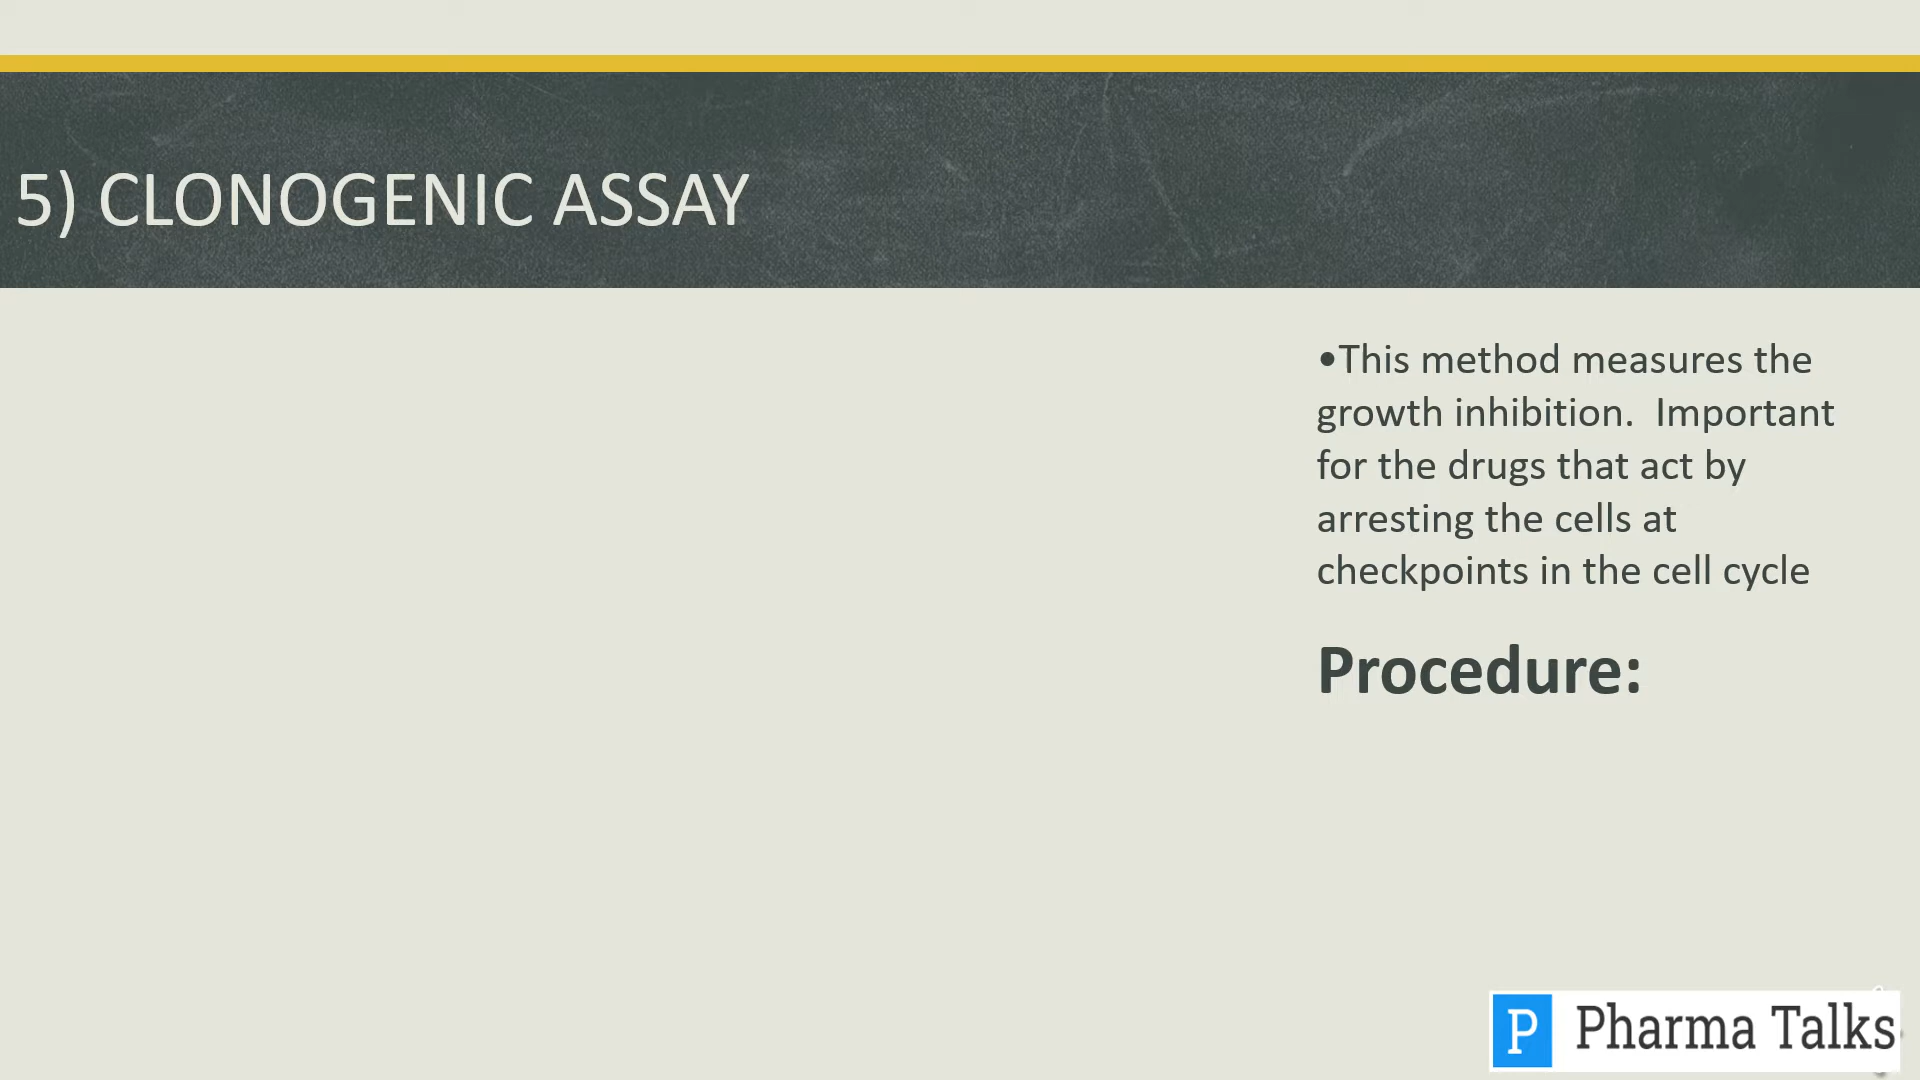 5) CLONOGENIC ASSAY
•This method measures the
growth inhibition.  Important
for the drugs that act by
arresting the cells at
checkpoints in the cell cycle
Procedure:
P Pharma Talks